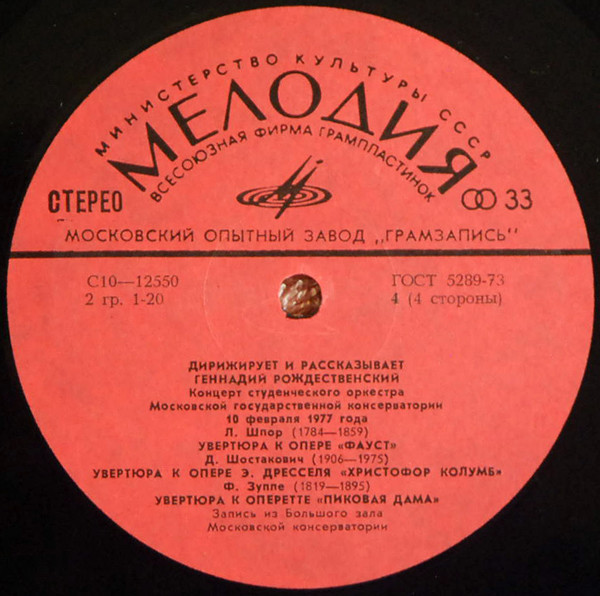 МИНИСТЕРСТВО КУЛЬТУРЫ СССР
МЕЛОДИЯ
ВСЕСОЮЗНАЯ ФИРМА ГРАМПЛАСТИНОК
СТЕРЕО
33
МОСКОВСКИЙ ОПЫТНЫЙ ЗАВОД „ГРАМЗАПИСЬ"
С10—12550
ГОСТ 5289-73
2 гр. 1-20
4 (4 стороны)
ДИРИЖИРУЕТ И РАССКАЗЫВАЕТ
ГЕННАДИЙ РОЖДЕСТВЕНСКИЙ
Концерт студенческого оркестра
Московской государственной консерватории
10 февраля 1977 года
Л. Шпор (1784—1859)
УВЕРТЮРА К ОПЕРЕ «ФАУСТ»
Д. Шостакович (1906—1975)
УВЕРТЮРА К ОПЕРЕ Э. ДРЕССЕЛЯ «ХРИСТОФОР КОЛУМБ»
Ф. Зуппе (1819—1895)
УВЕРТЮРА К ОПЕРЕТТЕ «ПИКОВАЯ ДАМА»
Запись из Большого зала
Московской консерватории